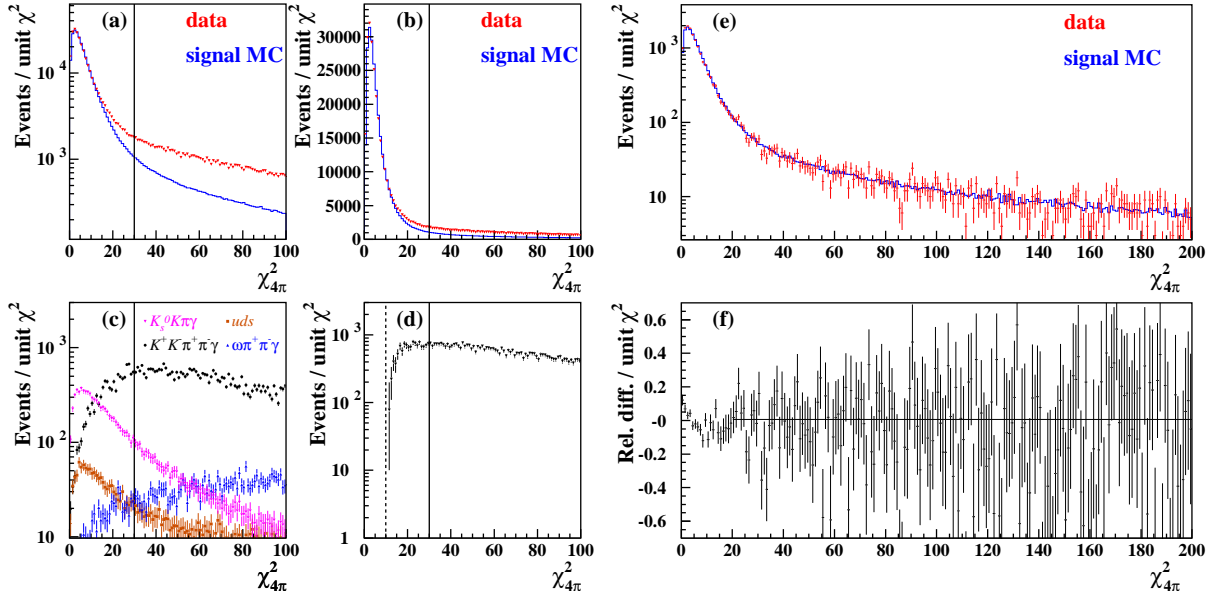 (a)
data
signal MC
Events / unit χ²
10⁴
10³
0 20 40 60 80 100
χ²4π
(b)
data
signal MC
Events / unit χ²
30000
25000
20000
15000
10000
5000
0
0 20 40 60 80 100
χ²4π
(e)
data
signal MC
Events / unit χ²
10³
10²
10
0 20 40 60 80 100 120 140 160 180 200
χ²4π
(c)
Kₛ⁰Kπγ
uds
K⁺K⁻π⁺π⁻γ
ωπ⁺π⁻γ
Events / unit χ²
10³
10²
10
0 20 40 60 80 100
χ²4π
(d)
Events / unit χ²
10³
10²
10
1
0 20 40 60 80 100
χ²4π
(f)
Rel. diff. / unit χ²
0.6
0.4
0.2
-0
-0.2
-0.4
-0.6
0 20 40 60 80 100 120 140 160 180 200
χ²4π